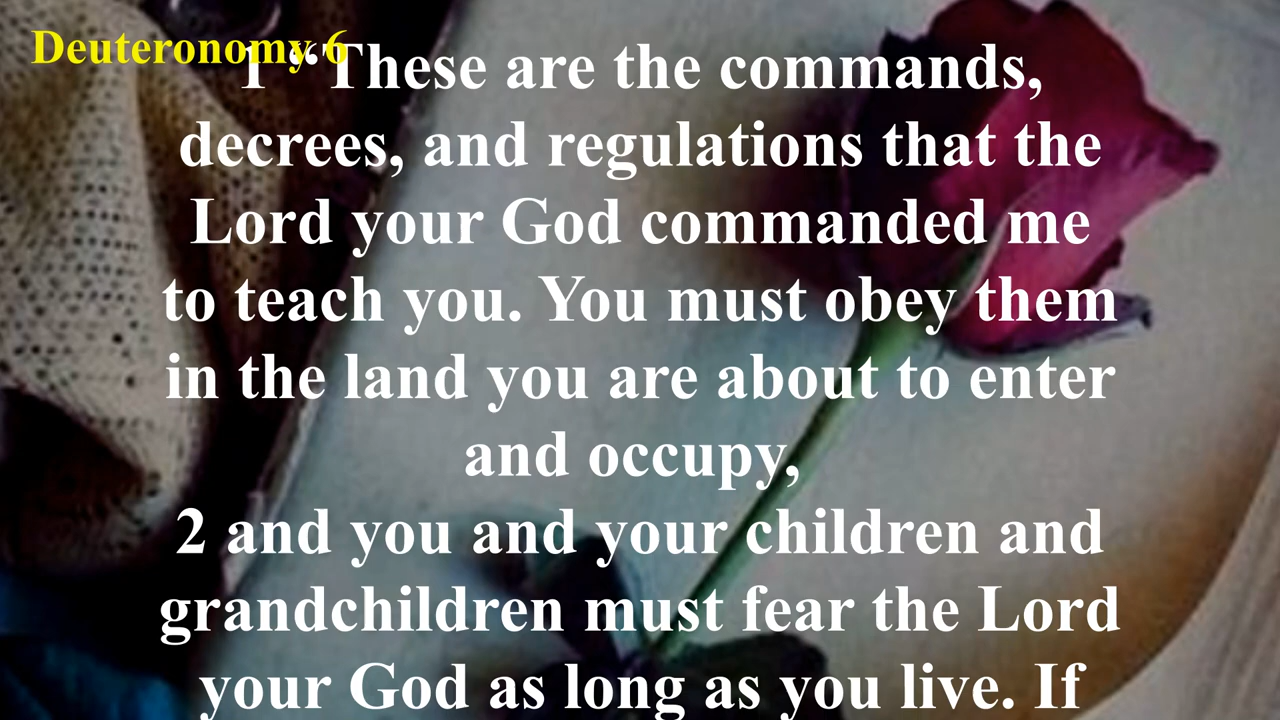 Deuteronomy 6
1 “These are the commands,
decrees, and regulations that the
Lord your God commanded me
to teach you. You must obey them
in the land you are about to enter
and occupy,
2 and you and your children and
grandchildren must fear the Lord
your God as long as you live. If